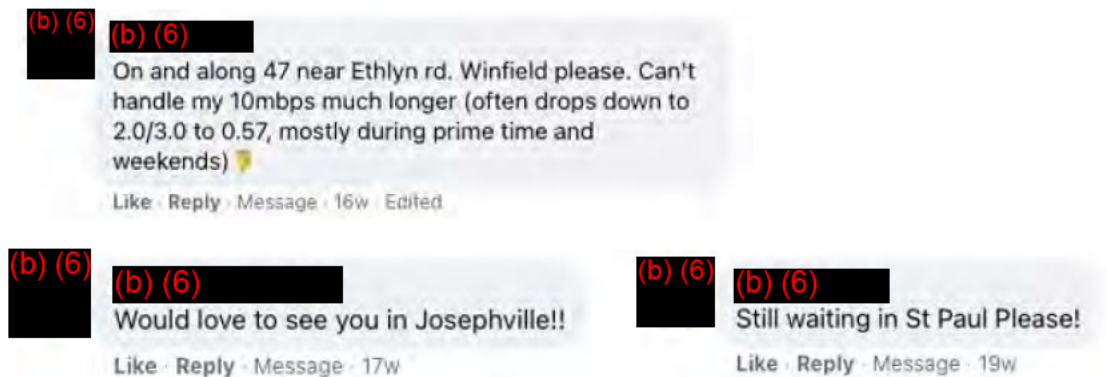 (b) (6)
(b) (6)
On and along 47 near Ethlyn rd. Winfield please. Can't
handle my 10mbps much longer (often drops down to
2.0/3.0 to 0.57, mostly during prime time and
weekends)
Like · Reply · Message · 16w · Edited
(b) (6)
(b) (6)
Would love to see you in Josephville!!
Like · Reply · Message · 17w
(b) (6)
(b) (6)
Still waiting in St Paul Please!
Like · Reply · Message · 19w